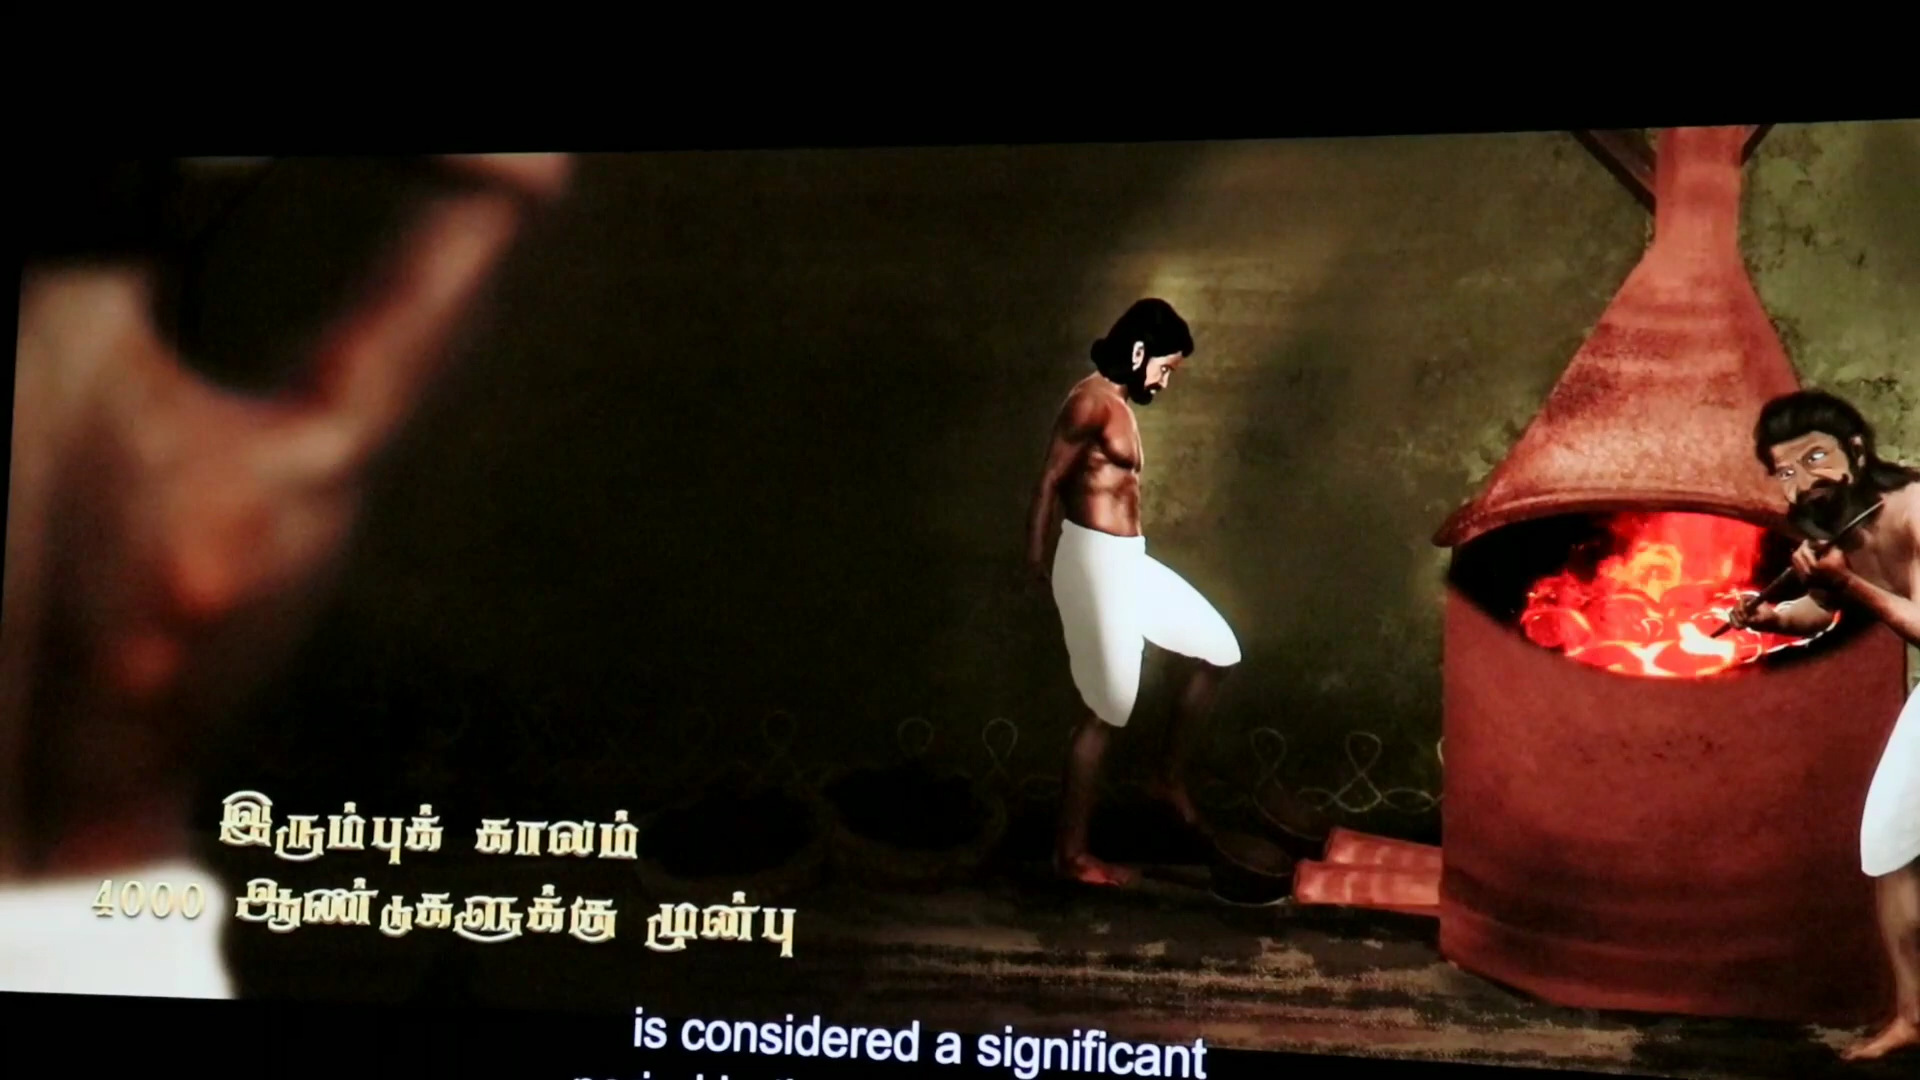 இரும்புக் காலம்
4000 ஆண்டுகளுக்கு முன்பு
is considered a significant